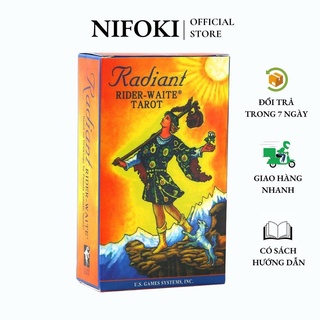 NIFOKI
OFFICIAL
STORE
Radiant
RIDER-WAITE®
TAROT
U.S. GAMES SYSTEMS, INC.
Radiant
RIDER-WAITE
TAROT
ĐỔI TRẢ
TRONG 7 NGÀY
GIAO HÀNG
NHANH
CÓ SÁCH
HƯỚNG DẪN